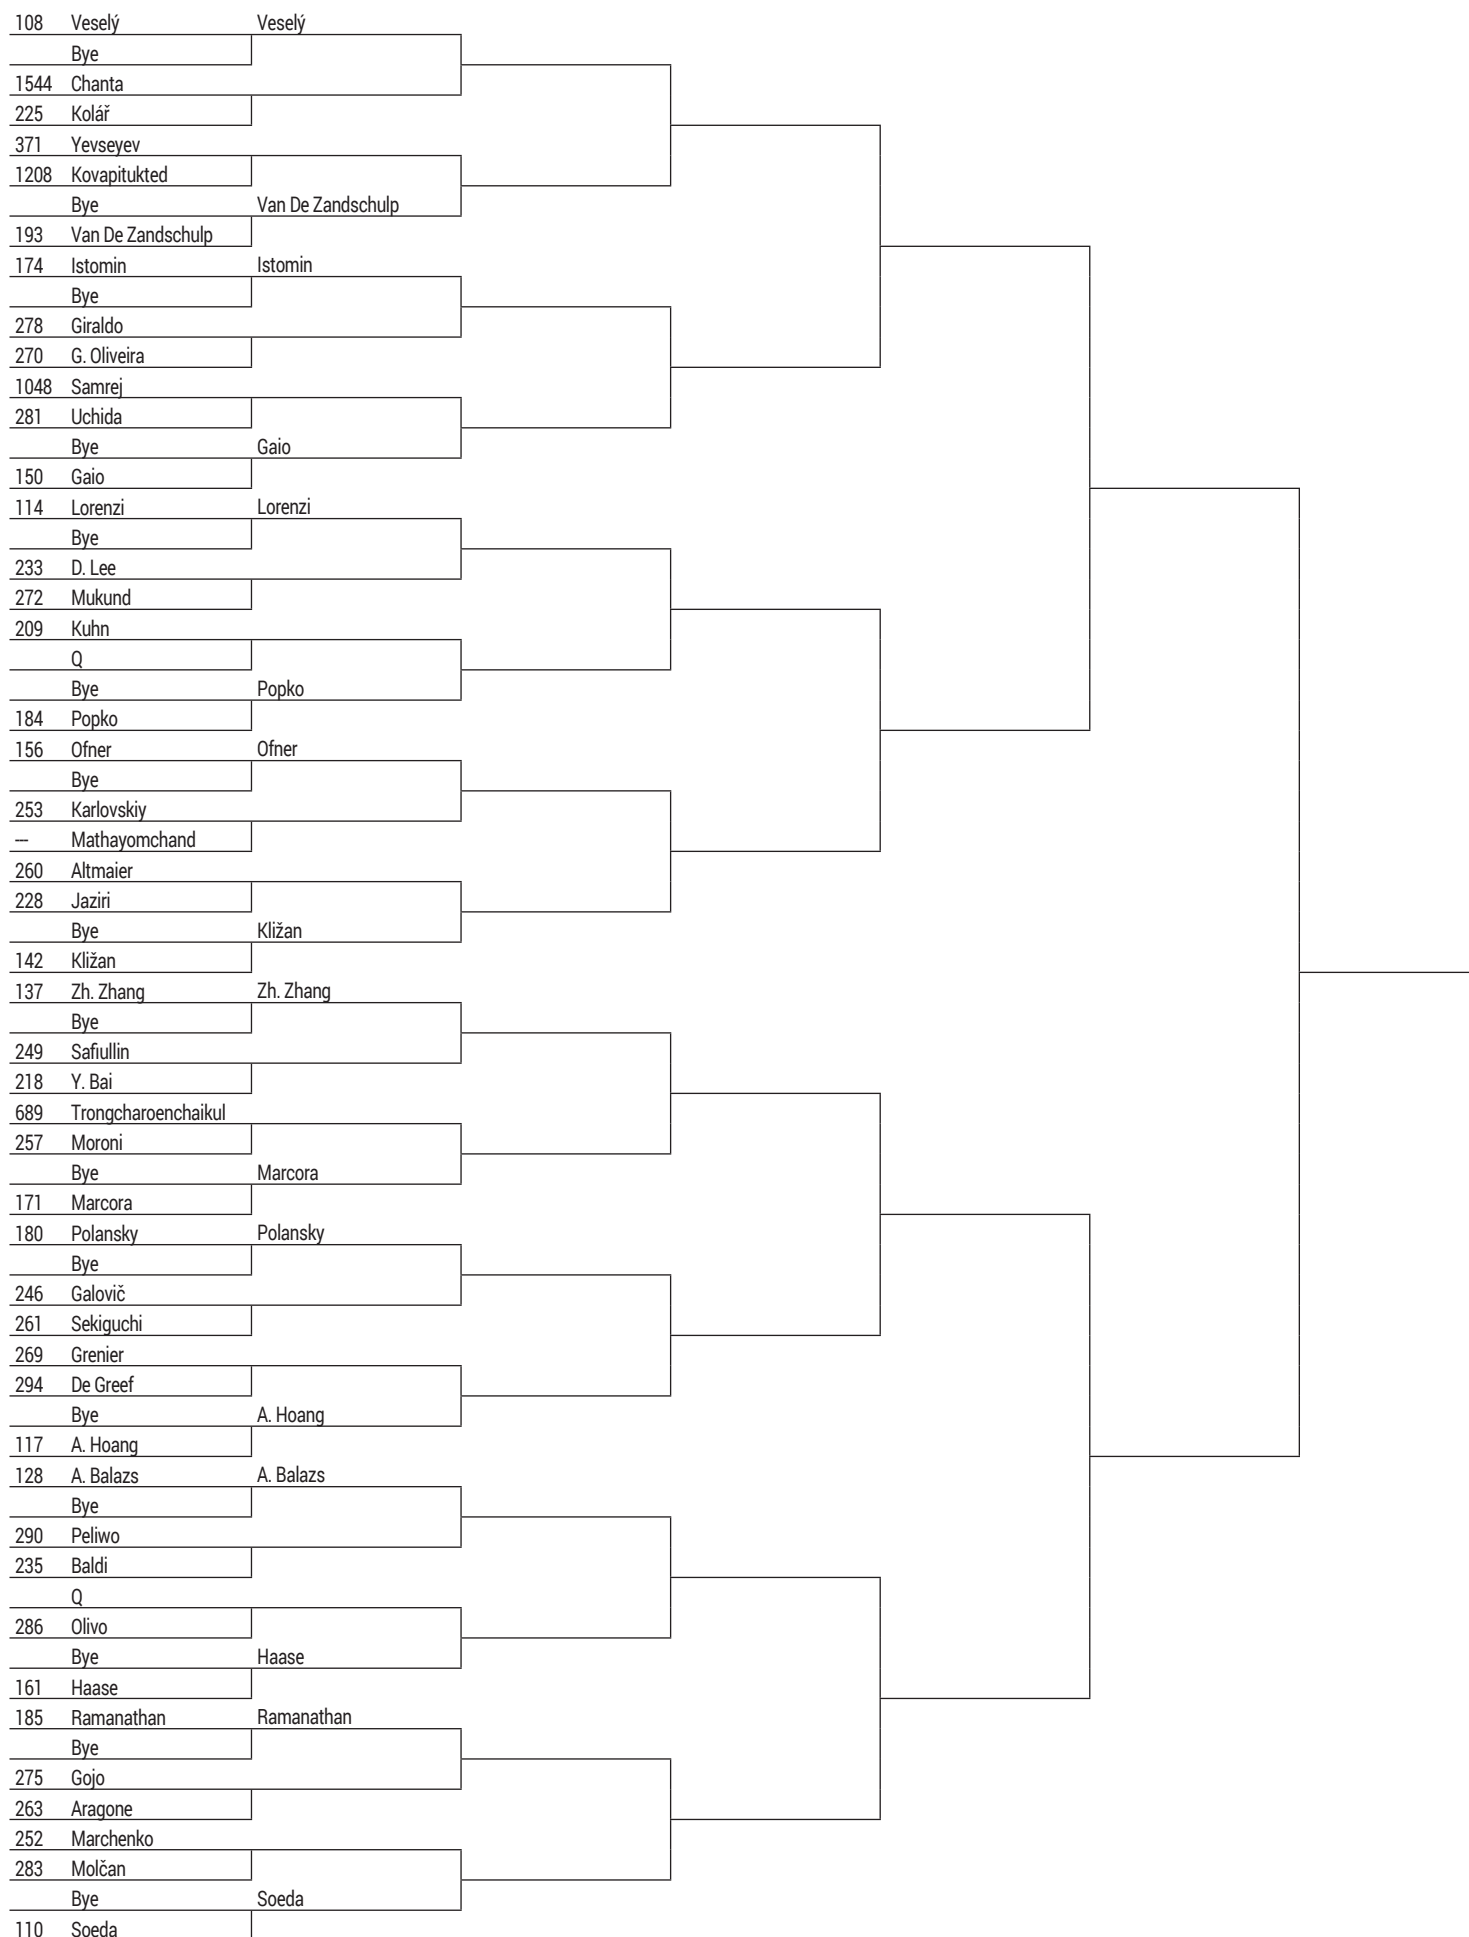 108 Veselý Veselý
Bye
1544 Chanta
225 Kolář
371 Yevseyev
1208 Kovapitukted
Bye Van De Zandschulp
193 Van De Zandschulp
174 Istomin Istomin
Bye
278 Giraldo
270 G. Oliveira
1048 Samrej
281 Uchida
Bye Gaio
150 Gaio
114 Lorenzi Lorenzi
Bye
233 D. Lee
272 Mukund
209 Kuhn
Q
Bye Popko
184 Popko
156 Ofner Ofner
Bye
253 Karlovskiy
--- Mathayomchand
260 Altmaier
228 Jaziri
Bye Kližan
142 Kližan
137 Zh. Zhang Zh. Zhang
Bye
249 Safiullin
218 Y. Bai
689 Trongcharoenchaikul
257 Moroni
Bye Marcora
171 Marcora
180 Polansky Polansky
Bye
246 Galovič
261 Sekiguchi
269 Grenier
294 De Greef
Bye A. Hoang
117 A. Hoang
128 A. Balazs A. Balazs
Bye
290 Peliwo
235 Baldi
Q
286 Olivo
Bye Haase
161 Haase
185 Ramanathan Ramanathan
Bye
275 Gojo
263 Aragone
252 Marchenko
283 Molčan
Bye Soeda
110 Soeda